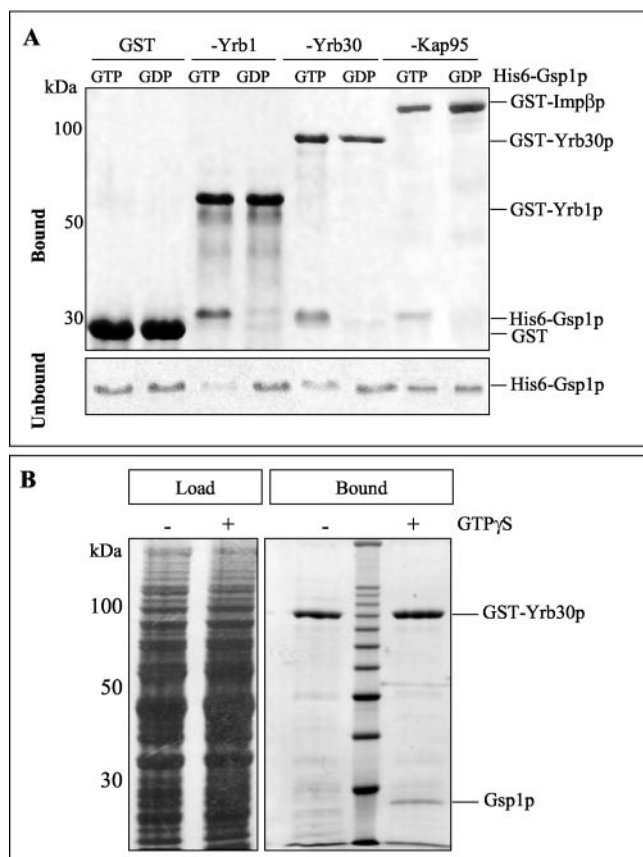 A
GST -Yrb1 -Yrb30 -Kap95
GTP GDP GTP GDP GTP GDP GTP GDP His6-Gsp1p
kDa
GST-Impβp
100
GST-Yrb30p
Bound
50
GST-Yrb1p
30
His6-Gsp1p
GST
Unbound
His6-Gsp1p
B
Load Bound
- + - + GTPγS
kDa
100
GST-Yrb30p
50
30
Gsp1p